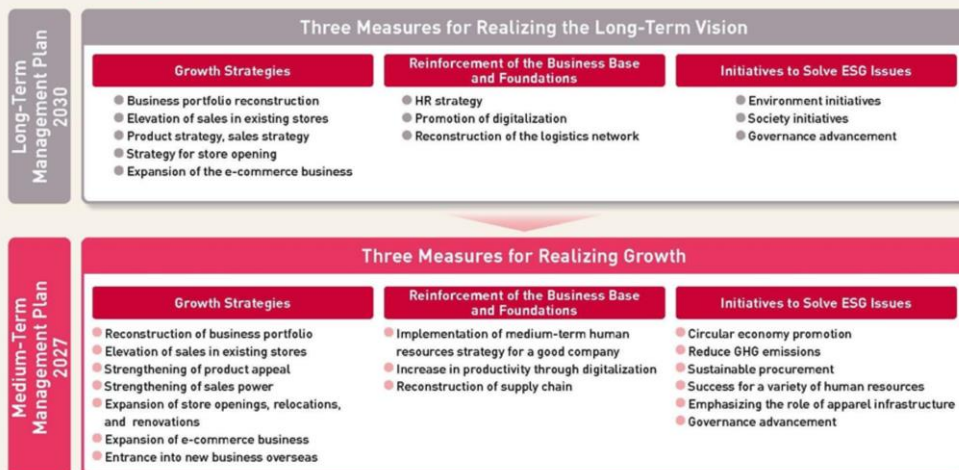 Long-Term
Management Plan
2030
Three Measures for Realizing the Long-Term Vision
Growth Strategies
Business portfolio reconstruction
Elevation of sales in existing stores
Product strategy, sales strategy
Strategy for store opening
Expansion of the e-commerce business
Reinforcement of the Business Base
and Foundations
HR strategy
Promotion of digitalization
Reconstruction of the logistics network
Initiatives to Solve ESG Issues
Environment initiatives
Society initiatives
Governance advancement
Medium-Term
Management Plan
2027
Three Measures for Realizing Growth
Growth Strategies
Reconstruction of business portfolio
Elevation of sales in existing stores
Strengthening of product appeal
Strengthening of sales power
Expansion of store openings, relocations,
and renovations
Expansion of e-commerce business
Entrance into new business overseas
Reinforcement of the Business Base
and Foundations
Implementation of medium-term human
resources strategy for a good company
Increase in productivity through digitalization
Reconstruction of supply chain
Initiatives to Solve ESG Issues
Circular economy promotion
Reduce GHG emissions
Sustainable procurement
Success for a variety of human resources
Emphasizing the role of apparel infrastructure
Governance advancement